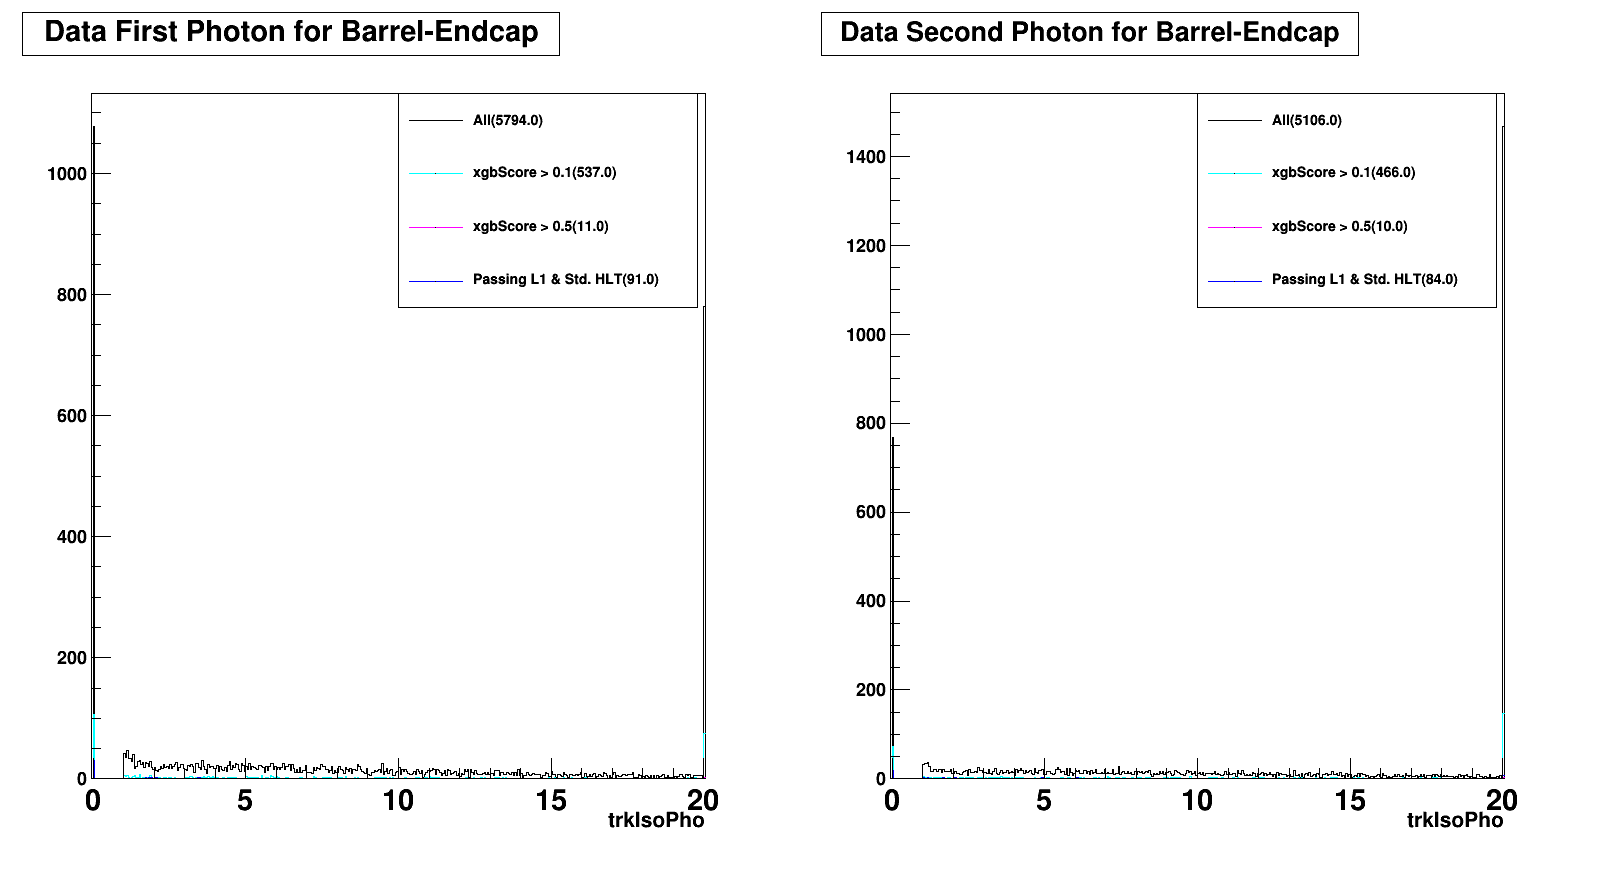 Data First Photon for Barrel-Endcap
All(5794.0)
xgbScore > 0.1(537.0)
xgbScore > 0.5(11.0)
Passing L1 & Std. HLT(91.0)
1000
800
600
400
200
0
0 5 10 15 20
trkIsoPho
Data Second Photon for Barrel-Endcap
All(5106.0)
xgbScore > 0.1(466.0)
xgbScore > 0.5(10.0)
Passing L1 & Std. HLT(84.0)
1400
1200
1000
800
600
400
200
0
0 5 10 15 20
trkIsoPho